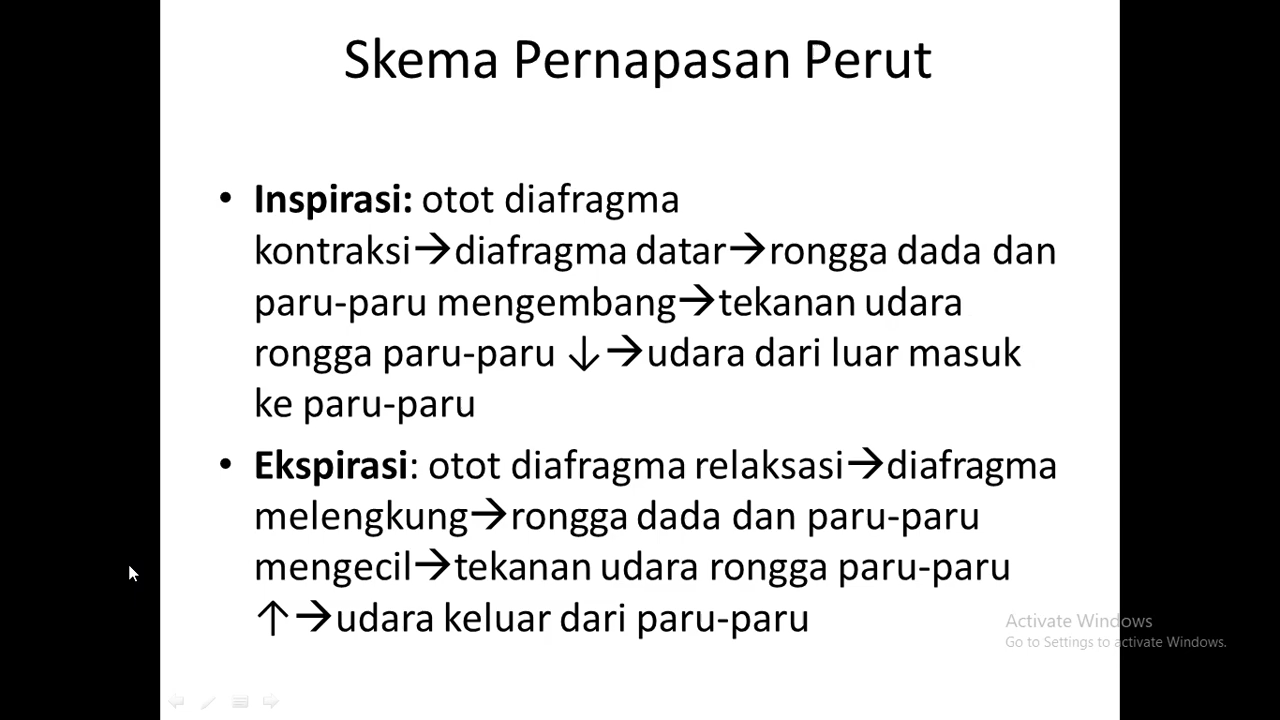 Skema Pernapasan Perut
• Inspirasi: otot diafragma
kontraksi→diafragma datar→rongga dada dan
paru-paru mengembang→tekanan udara
rongga paru-paru ↓→udara dari luar masuk
ke paru-paru
• Ekspirasi: otot diafragma relaksasi→diafragma
melengkung→rongga dada dan paru-paru
mengecil→tekanan udara rongga paru-paru
↑→udara keluar dari paru-paru
Activate Windows
Go to Settings to activate Windows.